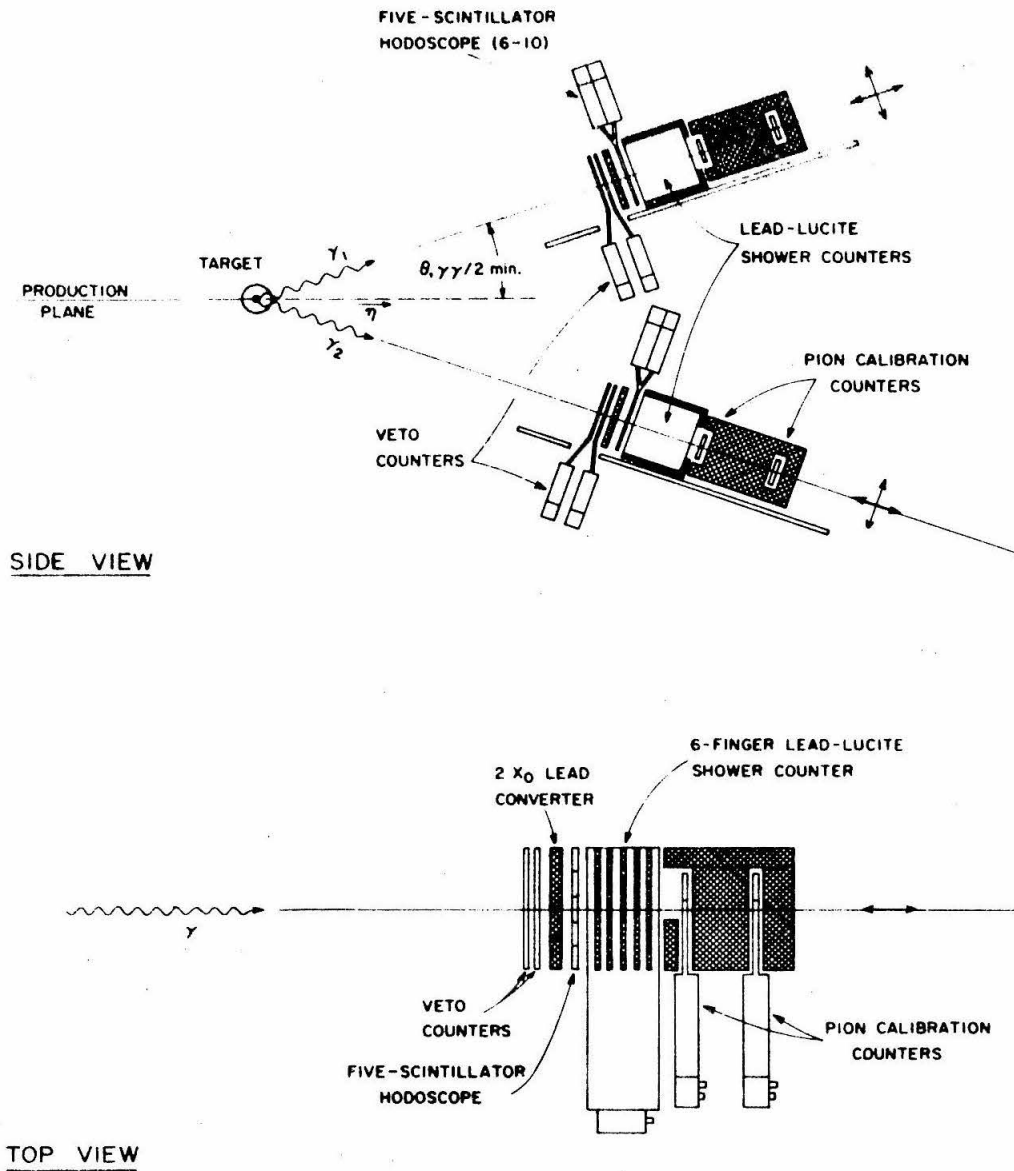 FIVE-SCINTILLATOR
HODOSCOPE (6-10)
TARGET
γ1
θ, γγ/2 min.
LEAD-LUCITE
SHOWER COUNTERS
PRODUCTION
PLANE
η
γ2
PION CALIBRATION
COUNTERS
VETO
COUNTERS
SIDE VIEW
6-FINGER LEAD-LUCITE
SHOWER COUNTER
2 X0 LEAD
CONVERTER
γ
VETO
COUNTERS
PION CALIBRATION
COUNTERS
FIVE-SCINTILLATOR
HODOSCOPE
TOP VIEW